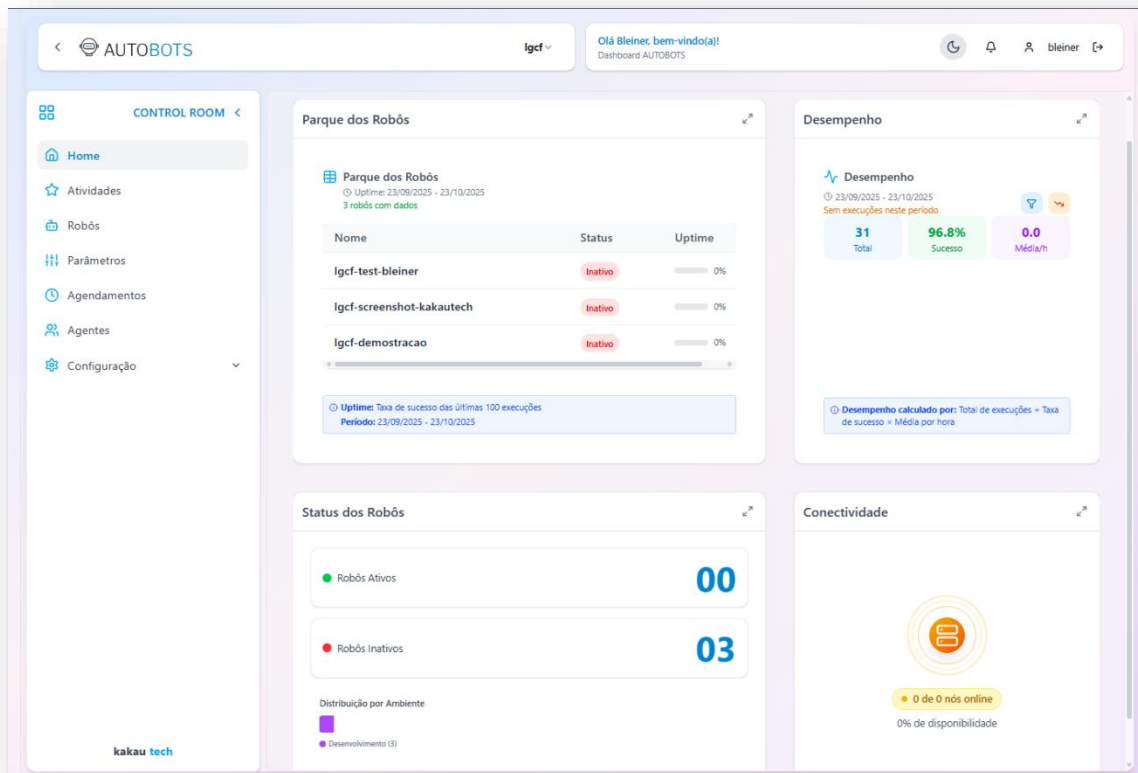 AUTOBOTS
lgcf
Olá Bleiner, bem-vindo(a)!
Dashboard AUTOBOTS
bleiner
CONTROL ROOM
Home
Atividades
Robôs
Parâmetros
Agendamentos
Agentes
Configuração
kakau tech
Parque dos Robôs
Parque dos Robôs
Uptime: 23/09/2025 - 23/10/2025
3 robôs com dados
Nome Status Uptime
lgcf-test-bleiner Inativo 0%
lgcf-screenshot-kakautech Inativo 0%
lgcf-demostracao Inativo 0%
Uptime: Taxa de sucesso das últimas 100 execuções
Período: 23/09/2025 - 23/10/2025
Desempenho
Desempenho
23/09/2025 - 23/10/2025
Sem execuções neste período
31 96.8% 0.0
Total Sucesso Média/h
Desempenho calculado por: Total de execuções ÷ Taxa
de sucesso × Média por hora
Status dos Robôs
Robôs Ativos 00
Robôs Inativos 03
Distribuição por Ambiente
Desenvolvimento (3)
Conectividade
0 de 0 nós online
0% de disponibilidade